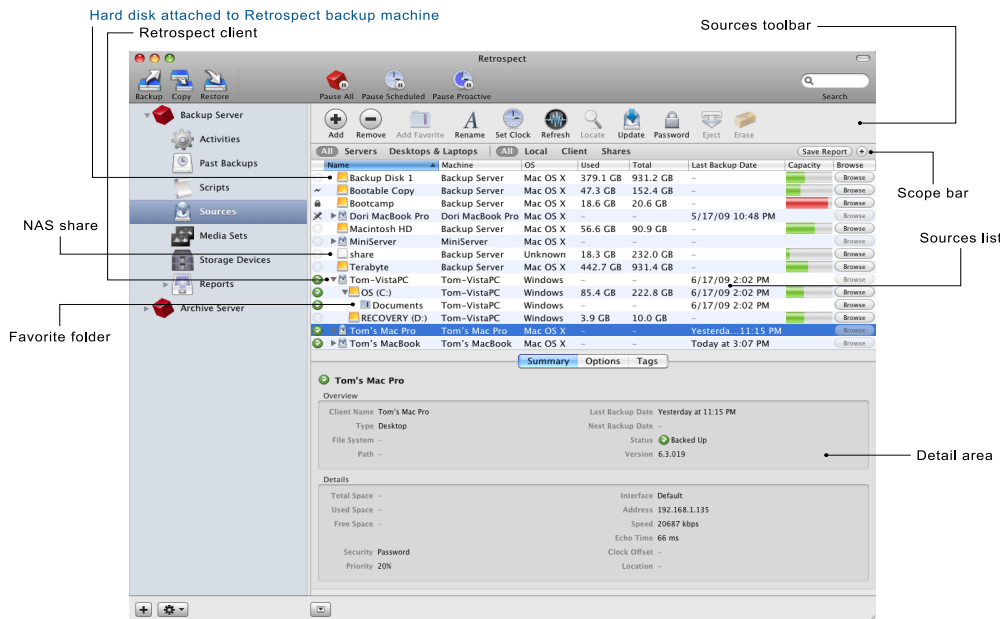 Hard disk attached to Retrospect backup machine
Retrospect client
Sources toolbar
Retrospect
Backup Copy Restore
Pause All Pause Scheduled Pause Proactive
Search
Backup Server
Activities
Past Backups
Scripts
Sources
Media Sets
Storage Devices
Reports
Archive Server
Add Remove Add Favorite Rename Set Clock Refresh Locate Update Password Eject Erase
All Servers Desktops & Laptops All Local Client Shares Save Report
Name Machine OS Used Total Last Backup Date Capacity Browse
Backup Disk 1 Backup Server Mac OS X 379.1 GB 931.2 GB – Browse
Bootable Copy Backup Server Mac OS X 47.3 GB 152.4 GB – Browse
Bootcamp Backup Server Mac OS X 18.6 GB 20.6 GB – Browse
Dori MacBook Pro Dori MacBook Pro Mac OS X – – 5/17/09 10:48 PM Browse
Macintosh HD Backup Server Mac OS X 56.6 GB 90.9 GB – Browse
MiniServer MiniServer Mac OS X – – – Browse
share Backup Server Unknown 18.3 GB 232.0 GB – Browse
Terabyte Backup Server Mac OS X 442.7 GB 931.4 GB – Browse
Tom-VistaPC Tom-VistaPC Windows – – 6/17/09 2:02 PM Browse
OS (C:) Tom-VistaPC Windows 85.4 GB 222.8 GB 6/17/09 2:02 PM Browse
Documents Tom-VistaPC Windows – – 6/17/09 2:02 PM Browse
RECOVERY (D:) Tom-VistaPC Windows 3.9 GB 10.0 GB – Browse
Tom's Mac Pro Tom's Mac Pro Mac OS X – – Yesterda...11:15 PM Browse
Tom's MacBook Tom's MacBook Mac OS X – – Today at 3:07 PM Browse
Scope bar
Sources list
NAS share
Favorite folder
Summary Options Tags
Tom's Mac Pro
Overview
Client Name Tom's Mac Pro
Type Desktop
File System –
Path –
Last Backup Date Yesterday at 11:15 PM
Next Backup Date –
Status Backed Up
Version 6.3.019
Detail area
Details
Total Space –
Used Space –
Free Space –
Security Password
Priority 20%
Interface Default
Address 192.168.1.135
Speed 20687 kbps
Echo Time 66 ms
Clock Offset –
Location –